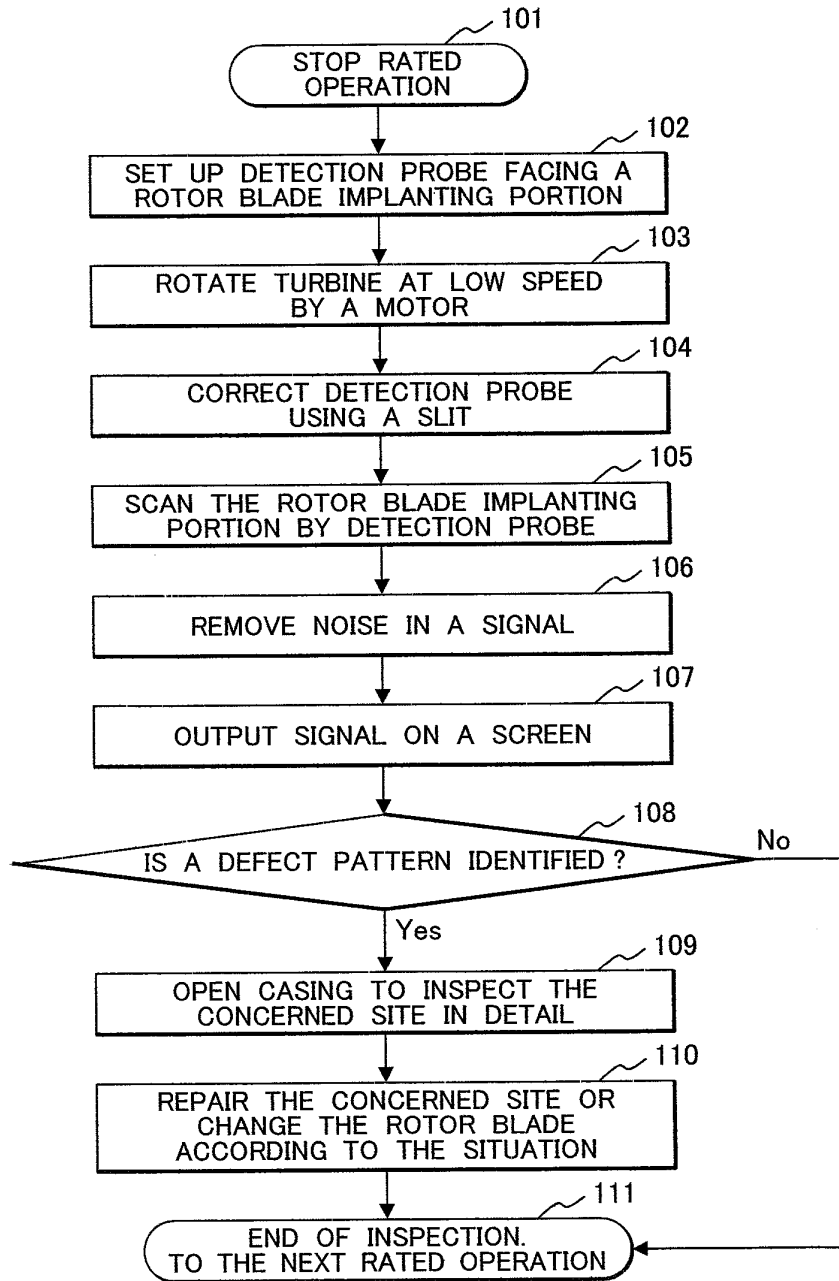 101
STOP RATED
OPERATION
102
SET UP DETECTION PROBE FACING A
ROTOR BLADE IMPLANTING PORTION
103
ROTATE TURBINE AT LOW SPEED
BY A MOTOR
104
CORRECT DETECTION PROBE
USING A SLIT
105
SCAN THE ROTOR BLADE IMPLANTING
PORTION BY DETECTION PROBE
106
REMOVE NOISE IN A SIGNAL
107
OUTPUT SIGNAL ON A SCREEN
108
IS A DEFECT PATTERN IDENTIFIED ?
No
Yes
109
OPEN CASING TO INSPECT THE
CONCERNED SITE IN DETAIL
110
REPAIR THE CONCERNED SITE OR
CHANGE THE ROTOR BLADE
ACCORDING TO THE SITUATION
111
END OF INSPECTION.
TO THE NEXT RATED OPERATION